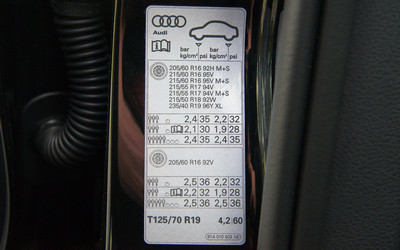 Audi
bar bar
kg/cm² psi kg/cm² psi
205/60 R16 92H M+S
215/60 R16 95V
215/60 R16 95V M+S
215/55 R17 94V
215/55 R17 94V M+S
215/50 R18 92W
235/40 R19 96Y XL
2,4 35 2,2 32
2,1 30 1,9 28
2,4 35 2,4 35
205/60 R16 92V
2,5 36 2,2 32
2,2 32 1,9 28
2,5 36 2,5 36
T125/70 R19 4,2 60